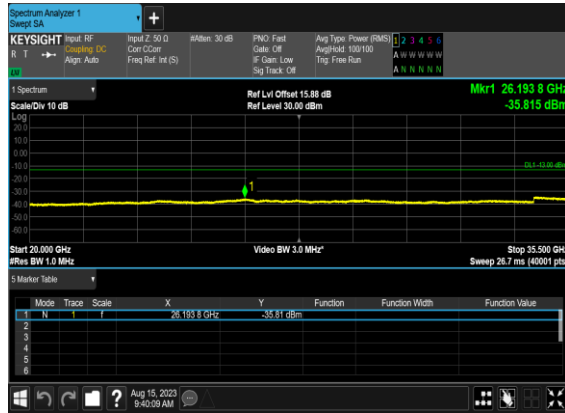 Spectrum Analyzer 1
Swept SA
+
KEYSIGHT Input: RF Input Z: 50 Ω #Atten: 30 dB PNO: Fast Avg Type: Power (RMS) 1 2 3 4 5 6
R T Coupling: DC Corr CCorr Gate: Off Avg|Hold: 100/100 A W W W W W
Align: Auto Freq Ref: Int (S) IF Gain: Low Trig: Free Run A N N N N N
Sig Track: Off
1 Spectrum Ref Lvl Offset 15.88 dB Mkr1 26.193 8 GHz
Scale/Div 10 dB Ref Level 30.00 dBm -35.815 dBm
Log
20.0
10.0
0.00
-10.0
DL1 -13.00 dBm
-20.0
1
-30.0
-40.0
-50.0
-60.0
Start 20.000 GHz Video BW 3.0 MHz* Stop 35.500 GHz
#Res BW 1.0 MHz Sweep 26.7 ms (40001 pts
5 Marker Table
Mode Trace Scale X Y Function Function Width Function Value
1 N 1 f 26.193 8 GHz -35.81 dBm
2
3
4
5
6
? Aug 15, 2023
9:40:09 AM